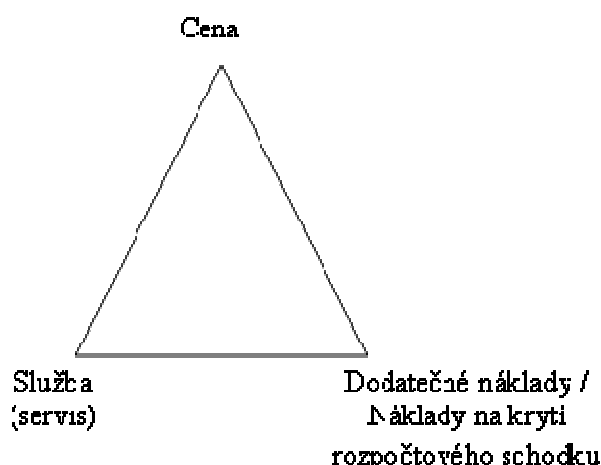 Cena
Služba
(servis)
Dodatečné náklady /
Náklady na krytí
rozpočtového schodku